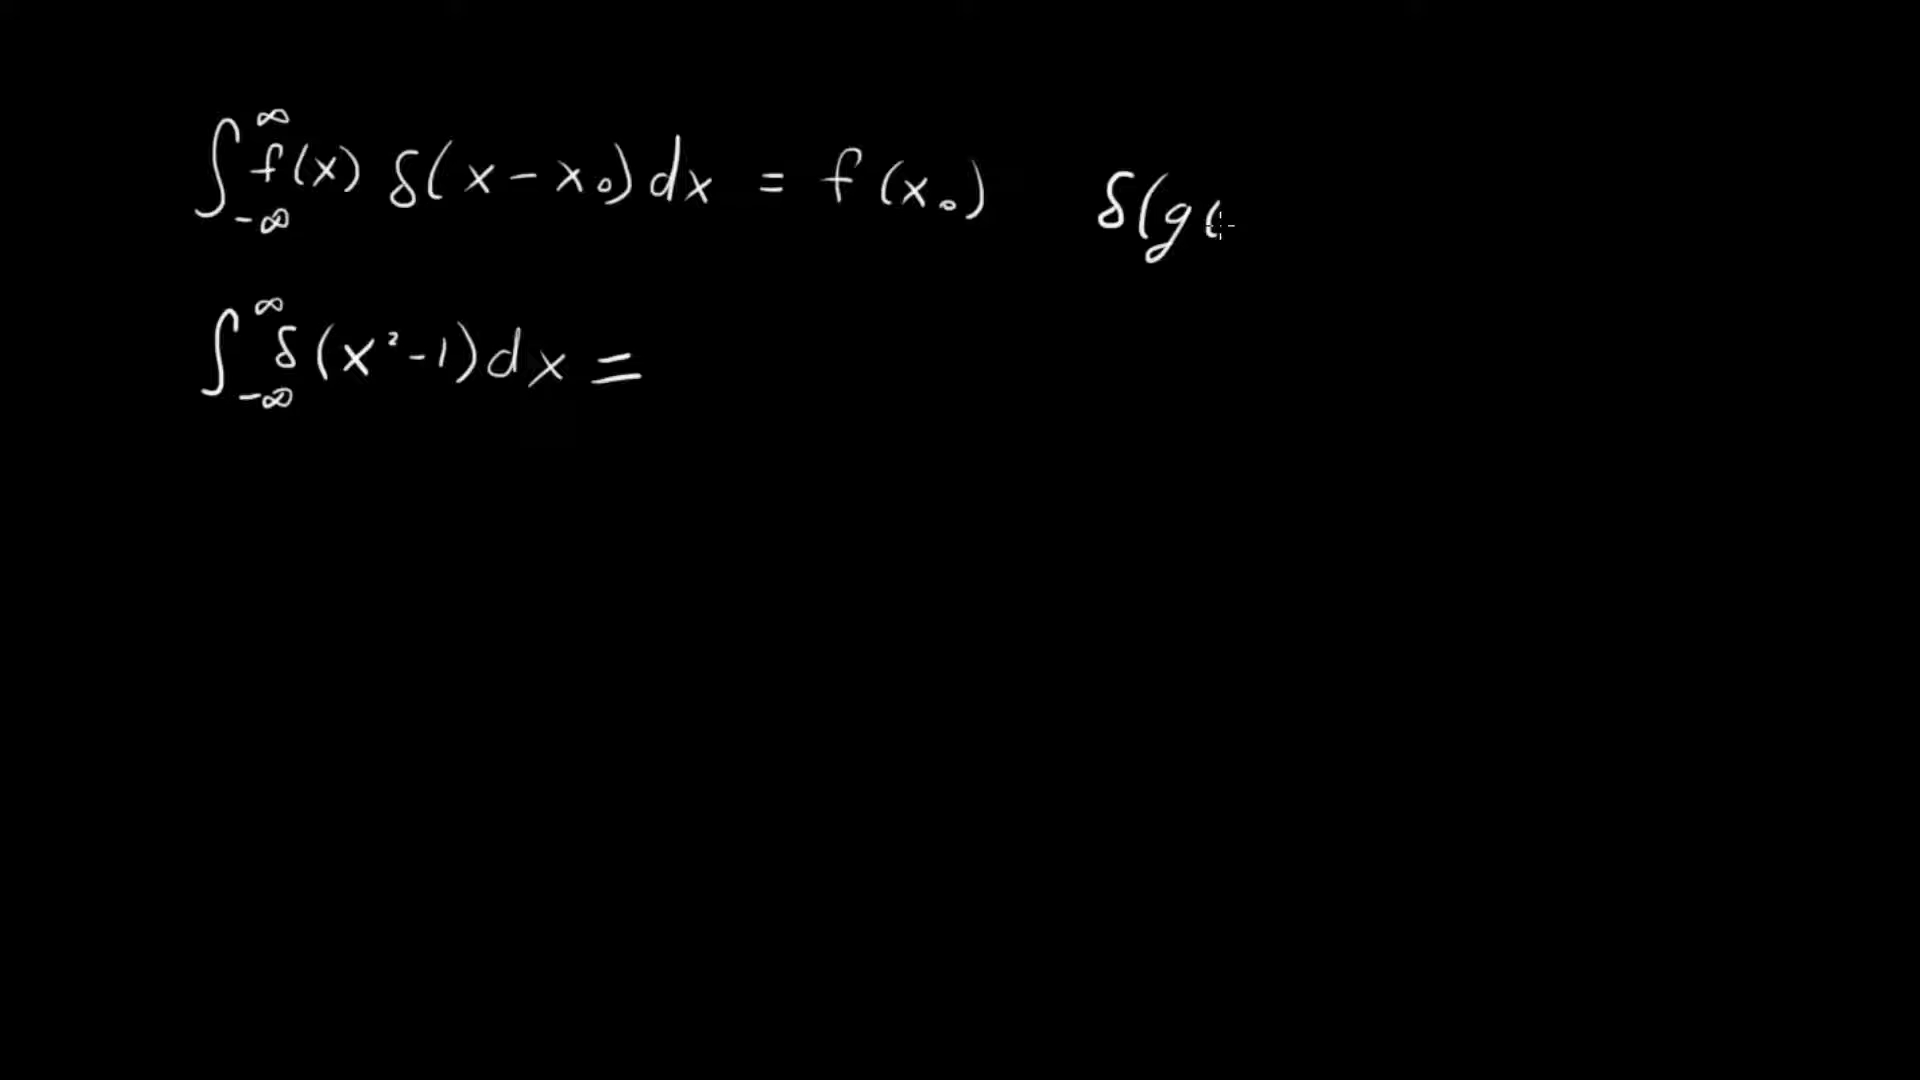 ∫_{-∞}^{∞} f(x) δ(x - x₀) dx = f(x₀) δ(g(
∫_{-∞}^{∞} δ(x² - 1) dx =